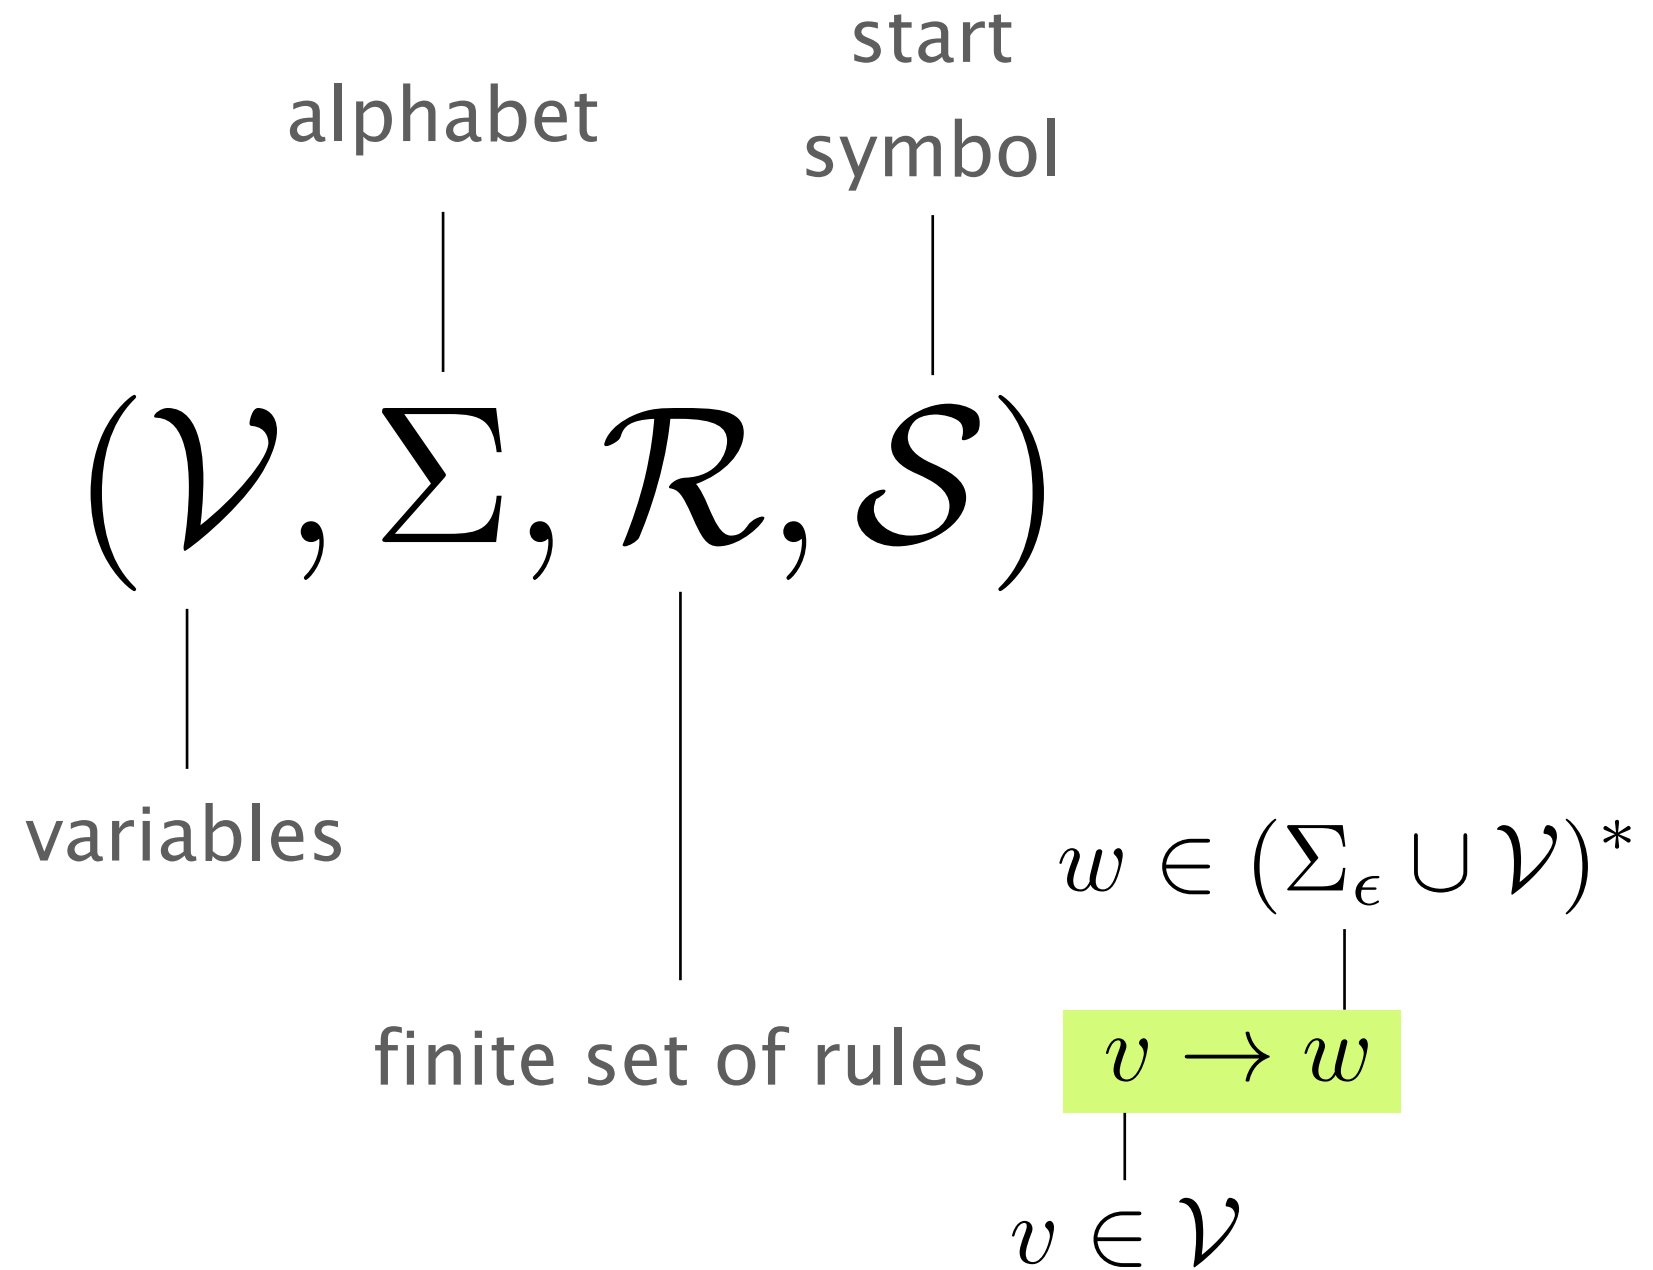 start
alphabet
symbol
(𝒱, Σ, ℛ, 𝒮)
variables
w ∈ (Σ_ϵ ∪ 𝒱)*
finite set of rules v → w
v ∈ 𝒱